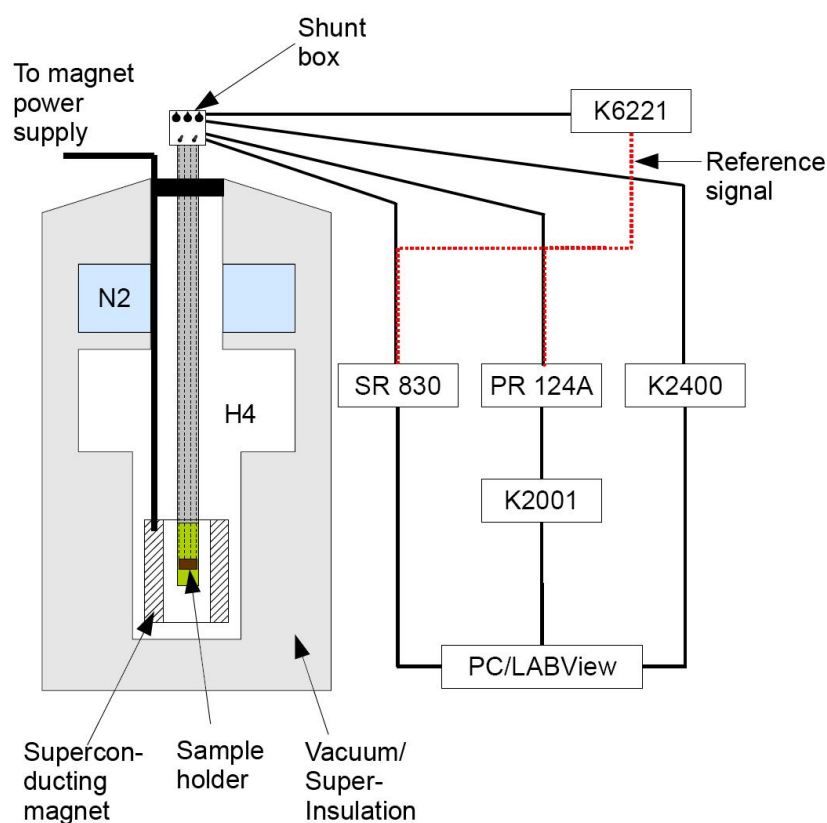 Shunt
box
To magnet
power
supply
K6221
Reference
signal
N2
H4
SR 830
PR 124A
K2400
K2001
PC/LABView
Supercon-
ducting
magnet
Sample
holder
Vacuum/
Super-
Insulation